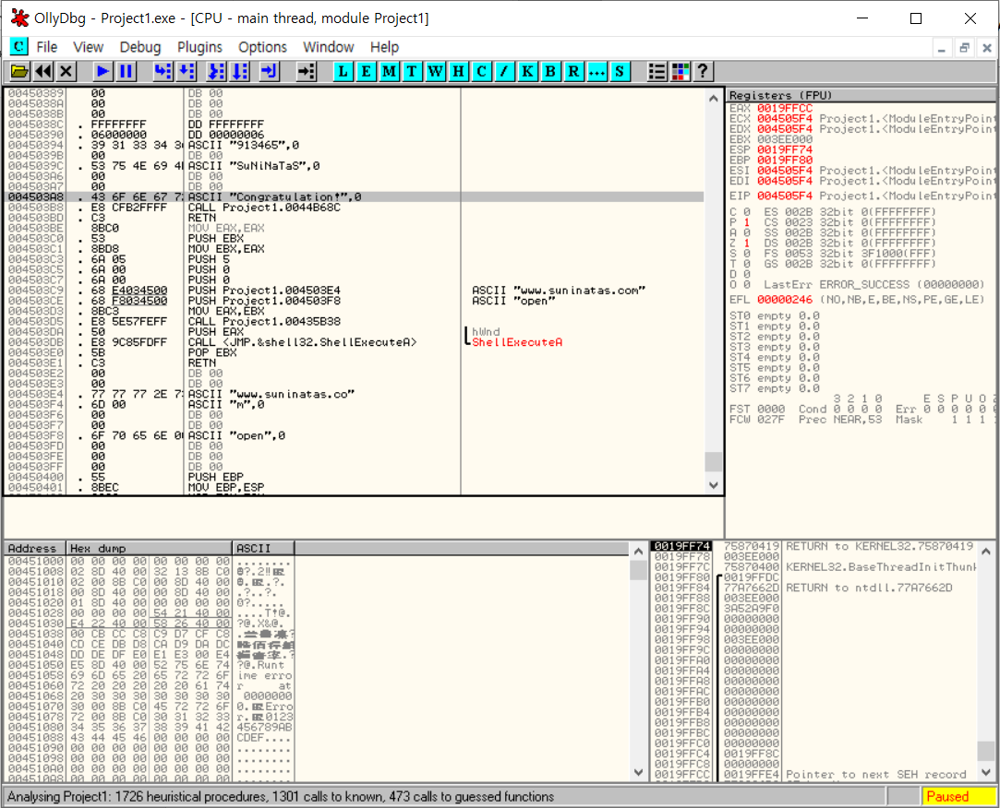 OllyDbg - Project1.exe - [CPU - main thread, module Project1]
C File View Debug Plugins Options Window Help
L E M T W H C / K B R ... S ?
00450389 00 DB 00
0045038A 00 DB 00
0045038B 00 DB 00
0045038C . FFFFFFFF DD FFFFFFFF
00450390 . 06000000 DD 00000006
00450394 . 39 31 33 34 3 ASCII "913465",0
0045039B 00 DB 00
0045039C . 53 75 4E 69 4 ASCII "SuNiNaTaS",0
004503A6 00 DB 00
004503A7 00 DB 00
004503A8 . 43 6F 6E 67 7 ASCII "Congratulation!",0
004503B8 . E8 CFB2FFFF CALL Project1.0044B68C
004503BD . C3 RETN
004503BE 8BC0 MOV EAX,EAX
004503C0 . 53 PUSH EBX
004503C1 . 8BD8 MOV EBX,EAX
004503C3 . 6A 05 PUSH 5
004503C5 . 6A 00 PUSH 0
004503C7 . 6A 00 PUSH 0
004503C9 . 68 E4034500 PUSH Project1.004503E4 ASCII "www.suninatas.com"
004503CE . 68 F8034500 PUSH Project1.004503F8 ASCII "open"
004503D3 . 8BC3 MOV EAX,EBX
004503D5 . E8 5E57FEFF CALL Project1.00435B38
004503DA . 50 PUSH EAX hWnd
004503DB . E8 9C85FDFF CALL <JMP.&shell32.ShellExecuteA> ShellExecuteA
004503E0 . 5B POP EBX
004503E1 . C3 RETN
004503E2 00 DB 00
004503E3 00 DB 00
004503E4 . 77 77 77 2E 7 ASCII "www.suninatas.co"
004503F4 . 6D 00 ASCII "m",0
004503F6 00 DB 00
004503F7 00 DB 00
004503F8 . 6F 70 65 6E 0 ASCII "open",0
004503FD 00 DB 00
004503FE 00 DB 00
004503FF 00 DB 00
00450400 . 55 PUSH EBP
00450401 . 8BEC MOV EBP,ESP
Registers (FPU)
EAX 0019FFCC
ECX 004505F4 Project1.<ModuleEntryPoint
EDX 004505F4 Project1.<ModuleEntryPoint
EBX 003EE000
ESP 0019FF74
EBP 0019FF80
ESI 004505F4 Project1.<ModuleEntryPoint
EDI 004505F4 Project1.<ModuleEntryPoint
EIP 004505F4 Project1.<ModuleEntryPoint
C 0 ES 002B 32bit 0(FFFFFFFF)
P 1 CS 0023 32bit 0(FFFFFFFF)
A 0 SS 002B 32bit 0(FFFFFFFF)
Z 1 DS 002B 32bit 0(FFFFFFFF)
S 0 FS 0053 32bit 3F1000(FFF)
T 0 GS 002B 32bit 0(FFFFFFFF)
D 0
O 0 LastErr ERROR_SUCCESS (00000000)
EFL 00000246 (NO,NB,E,BE,NS,PE,GE,LE)
ST0 empty 0.0
ST1 empty 0.0
ST2 empty 0.0
ST3 empty 0.0
ST4 empty 0.0
ST5 empty 0.0
ST6 empty 0.0
ST7 empty 0.0
3 2 1 0 E S P U O Z
FST 0000 Cond 0 0 0 0 Err 0 0 0 0 0 0
FCW 027F Prec NEAR,53 Mask 1 1 1 1
Address Hex dump ASCII
00451000 00 00 00 00 00 00 00 00 ........
00451008 02 8D 40 00 32 13 8B C0
00451010 02 00 8B C0 00 8D 40 00
00451018 00 8D 40 00 00 8D 40 00
00451020 01 8D 40 00 00 00 00 00
00451028 00 00 00 00 54 21 40 00 ....T!@.
00451030 E4 22 40 00 58 26 40 00 ?@.X&@.
00451038 00 CB CC C8 C9 D7 CF C8
00451040 CD CE DB D8 CA D9 DA DC
00451048 DD DE DF E0 E1 E3 00 E4
00451050 E5 8D 40 00 52 75 6E 74 ?@.Runt
00451058 69 6D 65 20 65 72 72 6F ime erro
00451060 72 20 20 20 20 20 61 74 r at
00451068 20 30 30 30 30 30 30 30 0000000
00451070 30 00 8B C0 45 72 72 6F
00451078 72 00 8B C0 30 31 32 33
00451080 34 35 36 37 38 39 41 42 456789AB
00451088 43 44 45 46 00 00 00 00 CDEF....
00451090 00 00 00 00 00 00 00 00 ........
00451098 00 00 00 00 00 00 00 00 ........
004510A0 00 00 00 00 00 00 00 00 ........
004510A8 00 00 00 00 00 00 00 00 ........
0019FF74 75870419 RETURN to KERNEL32.75870419
0019FF78 003EE000
0019FF7C 75870400 KERNEL32.BaseThreadInitThunk
0019FF80 0019FFDC
0019FF84 77A7662D RETURN to ntdll.77A7662D
0019FF88 003EE000
0019FF8C 3A52A9F0
0019FF90 00000000
0019FF94 00000000
0019FF98 003EE000
0019FF9C 00000000
0019FFA0 00000000
0019FFA4 00000000
0019FFA8 00000000
0019FFAC 00000000
0019FFB0 00000000
0019FFB4 00000000
0019FFB8 00000000
0019FFBC 00000000
0019FFC0 00000000
0019FFC4 0019FF8C
0019FFC8 00000000
0019FFCC 0019FFE4 Pointer to next SEH record
Analysing Project1: 1726 heuristical procedures, 1301 calls to known, 473 calls to guessed functions
Paused